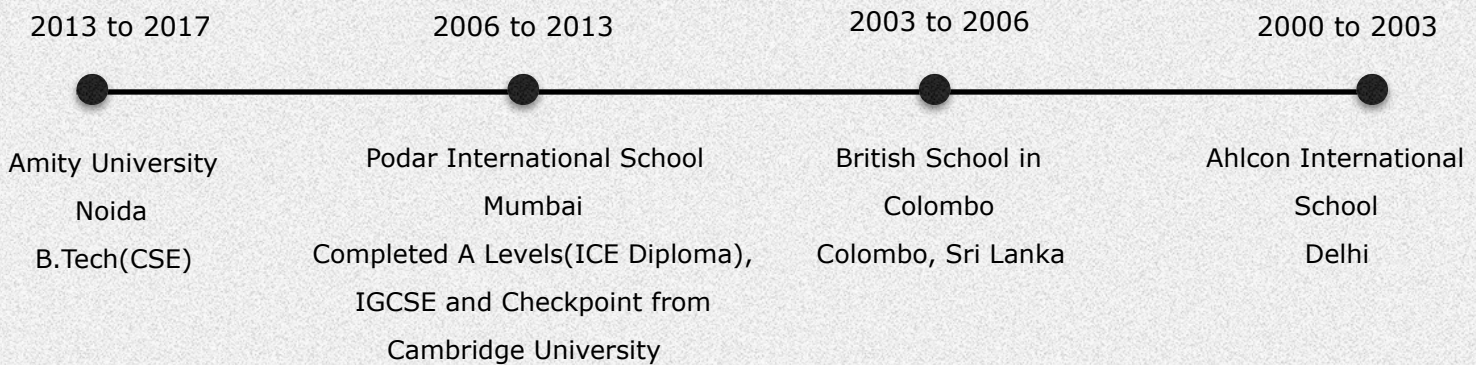 2013 to 2017
Amity University
Noida
B.Tech(CSE)
2006 to 2013
Podar International School
Mumbai
Completed A Levels(ICE Diploma),
IGCSE and Checkpoint from
Cambridge University
2003 to 2006
British School in
Colombo
Colombo, Sri Lanka
2000 to 2003
Ahlcon International
School
Delhi